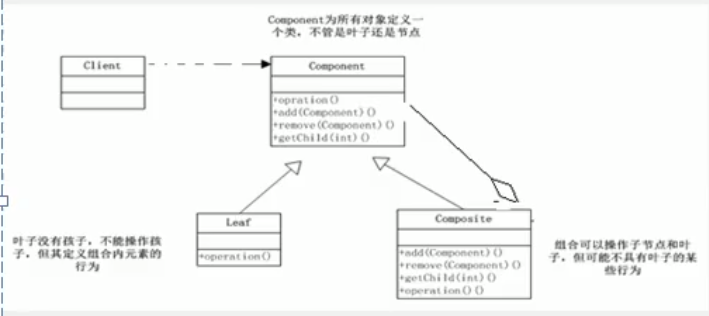 Component为所有对象定义一
个类，不管是叶子还是节点
Client
Component
+opration()
+add(Component)()
+remove(Component)()
+getChild(int)()
Leaf
+operation()
Composite
+add(Component)()
+remove(Component)()
+getChild(int)()
+operation()()
叶子没有孩子，不能操作孩
子，但其定义组合内元素的
行为
组合可以操作子节点和叶
子，但可能不具有叶子的某
些行为